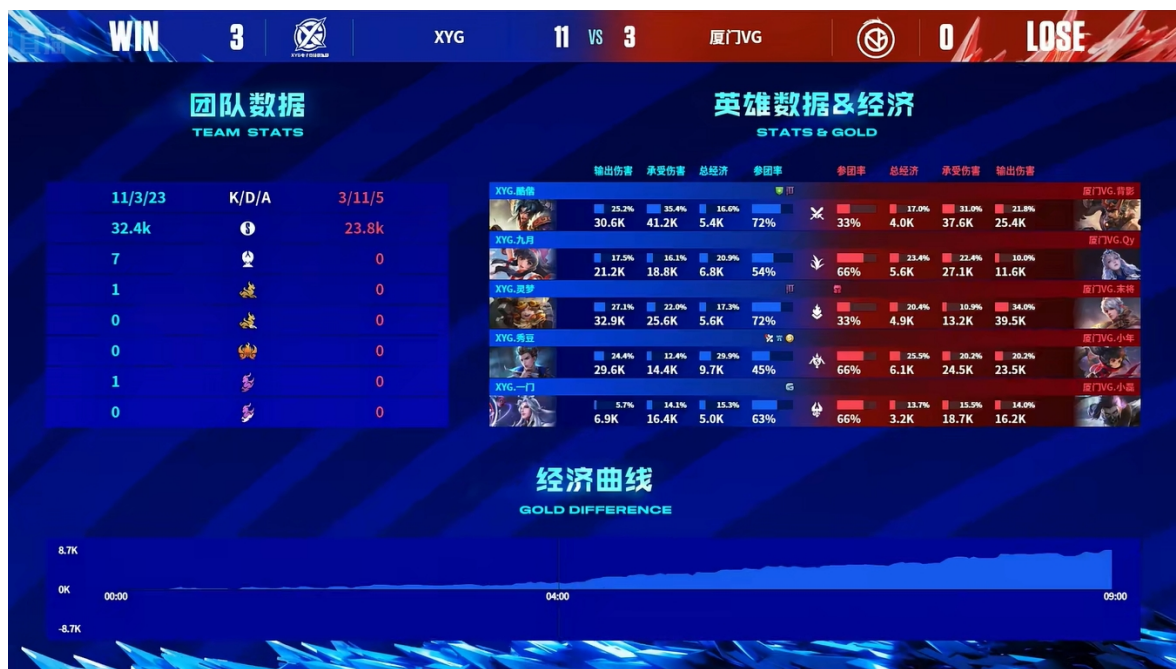 直播
WIN 3 XYG 11 VS 3 厦门VG 0 LOSE
团队数据
TEAM STATS
英雄数据&经济
STATS & GOLD
11/3/23 K/D/A 3/11/5
32.4k 23.8k
7 0
1 0
0 0
0 0
1 0
0 0
输出伤害 承受伤害 总经济 参团率 参团率 总经济 承受伤害 输出伤害
XYG.酷偕 厦门VG.背影
25.2% 35.4% 16.6% 17.0% 31.0% 21.8%
30.6K 41.2K 5.4K 72% 33% 4.0K 37.6K 25.4K
XYG.九月 厦门VG.Qy
17.5% 16.1% 20.9% 23.4% 22.4% 10.0%
21.2K 18.8K 6.8K 54% 66% 5.6K 27.1K 11.6K
XYG.灵梦 厦门VG.末将
27.1% 22.0% 17.3% 20.4% 10.9% 34.0%
32.9K 25.6K 5.6K 72% 33% 4.9K 13.2K 39.5K
XYG.秀豆 厦门VG.小年
24.4% 12.4% 29.9% 25.5% 20.2% 20.2%
29.6K 14.4K 9.7K 45% 66% 6.1K 24.5K 23.5K
XYG.一门 厦门VG.小磊
5.7% 14.1% 15.3% 13.7% 15.5% 14.0%
6.9K 16.4K 5.0K 63% 66% 3.2K 18.7K 16.2K
经济曲线
GOLD DIFFERENCE
8.7K
0K
00:00 04:00 09:00
-8.7K